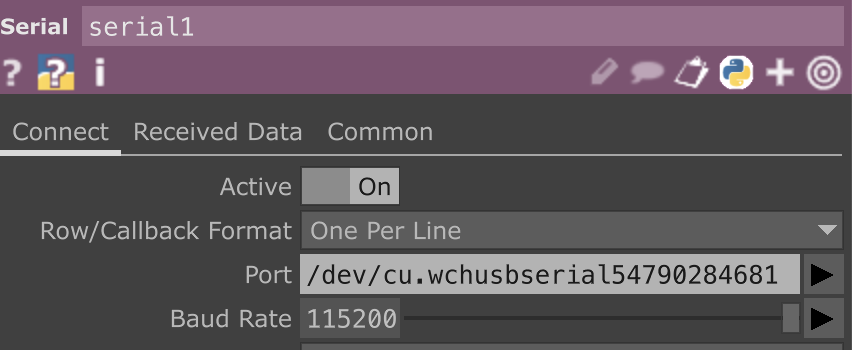 Serial serial1
? ? i
Connect Received Data Common
Active On
Row/Callback Format One Per Line
Port /dev/cu.wchusbserial54790284681
Baud Rate 115200